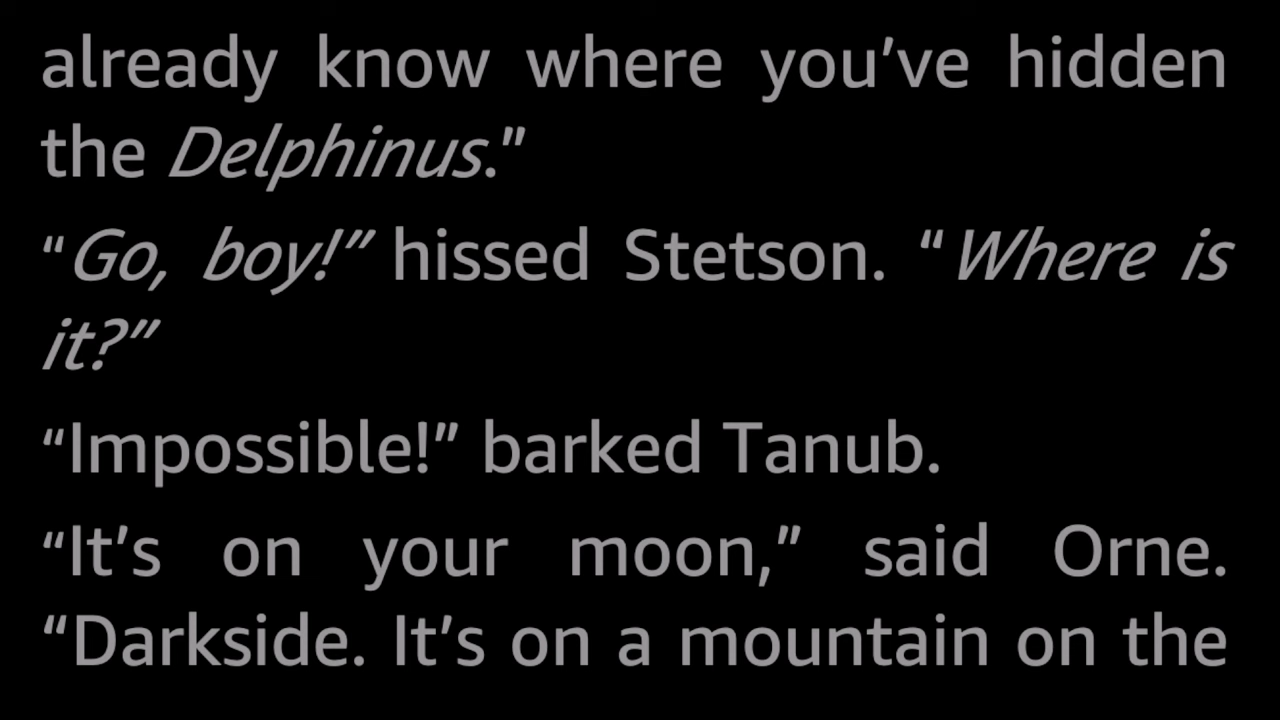 already know where you’ve hidden
the Delphinus."
“Go, boy!” hissed Stetson. “Where is
it?”
“Impossible!” barked Tanub.
“It’s on your moon,” said Orne.
“Darkside. It’s on a mountain on the